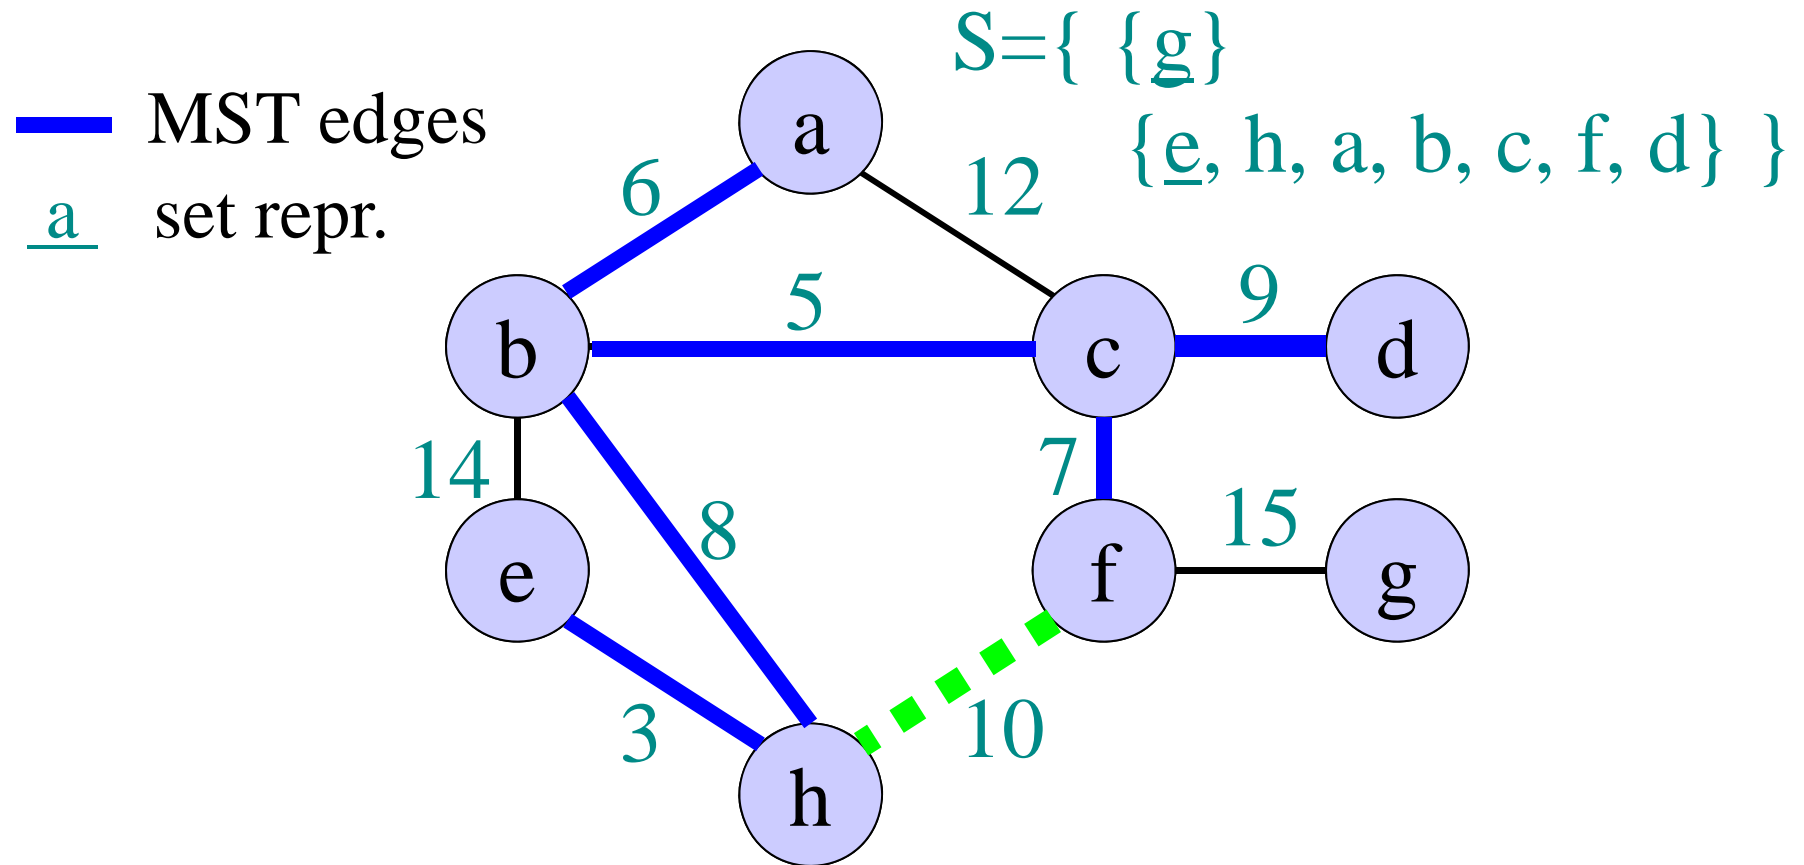 S={ {g}
{e, h, a, b, c, f, d} }
MST edges
a set repr.
a
6
12
5
9
b
c
d
14
8
7
15
e
f
g
3
10
h